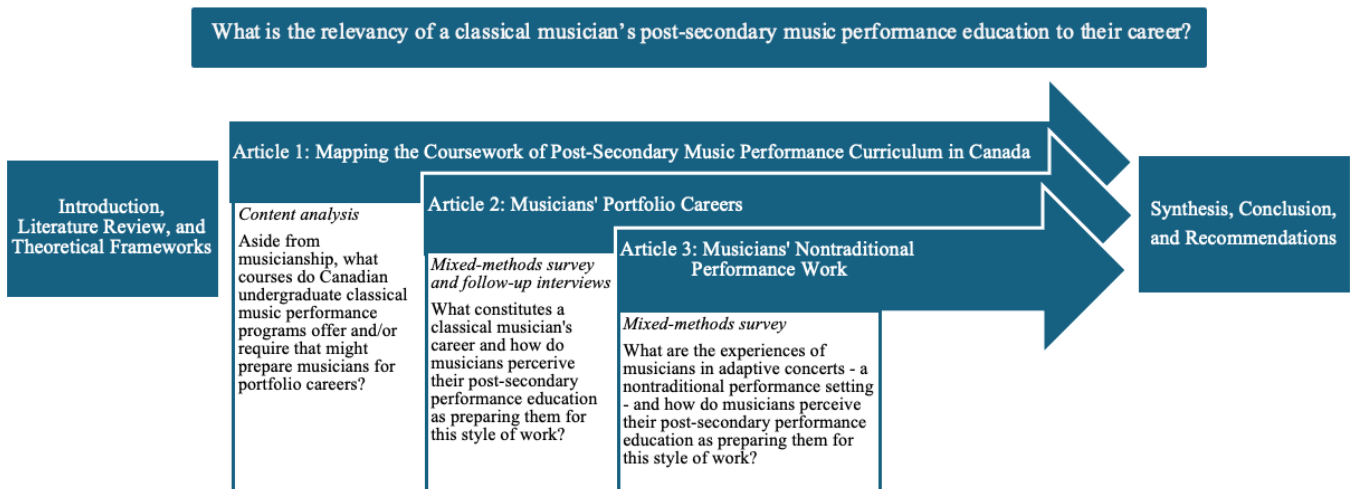 What is the relevancy of a classical musician's post-secondary music performance education to their career?
Introduction,
Literature Review, and
Theoretical Frameworks
Article 1: Mapping the Coursework of Post-Secondary Music Performance Curriculum in Canada
Content analysis
Aside from
musicianship, what
courses do Canadian
undergraduate classical
music performance
programs offer and/or
require that might
prepare musicians for
portfolio careers?
Article 2: Musicians' Portfolio Careers
Mixed-methods survey
and follow-up interviews
What constitutes a
classical musician's
career and how do
musicians perceive
their post-secondary
performance education
as preparing them for
this style of work?
Article 3: Musicians' Nontraditional
Performance Work
Mixed-methods survey
What are the experiences of
musicians in adaptive concerts - a
nontraditional performance setting
- and how do musicians perceive
their post-secondary performance
education as preparing them for
this style of work?
Synthesis, Conclusion,
and Recommendations